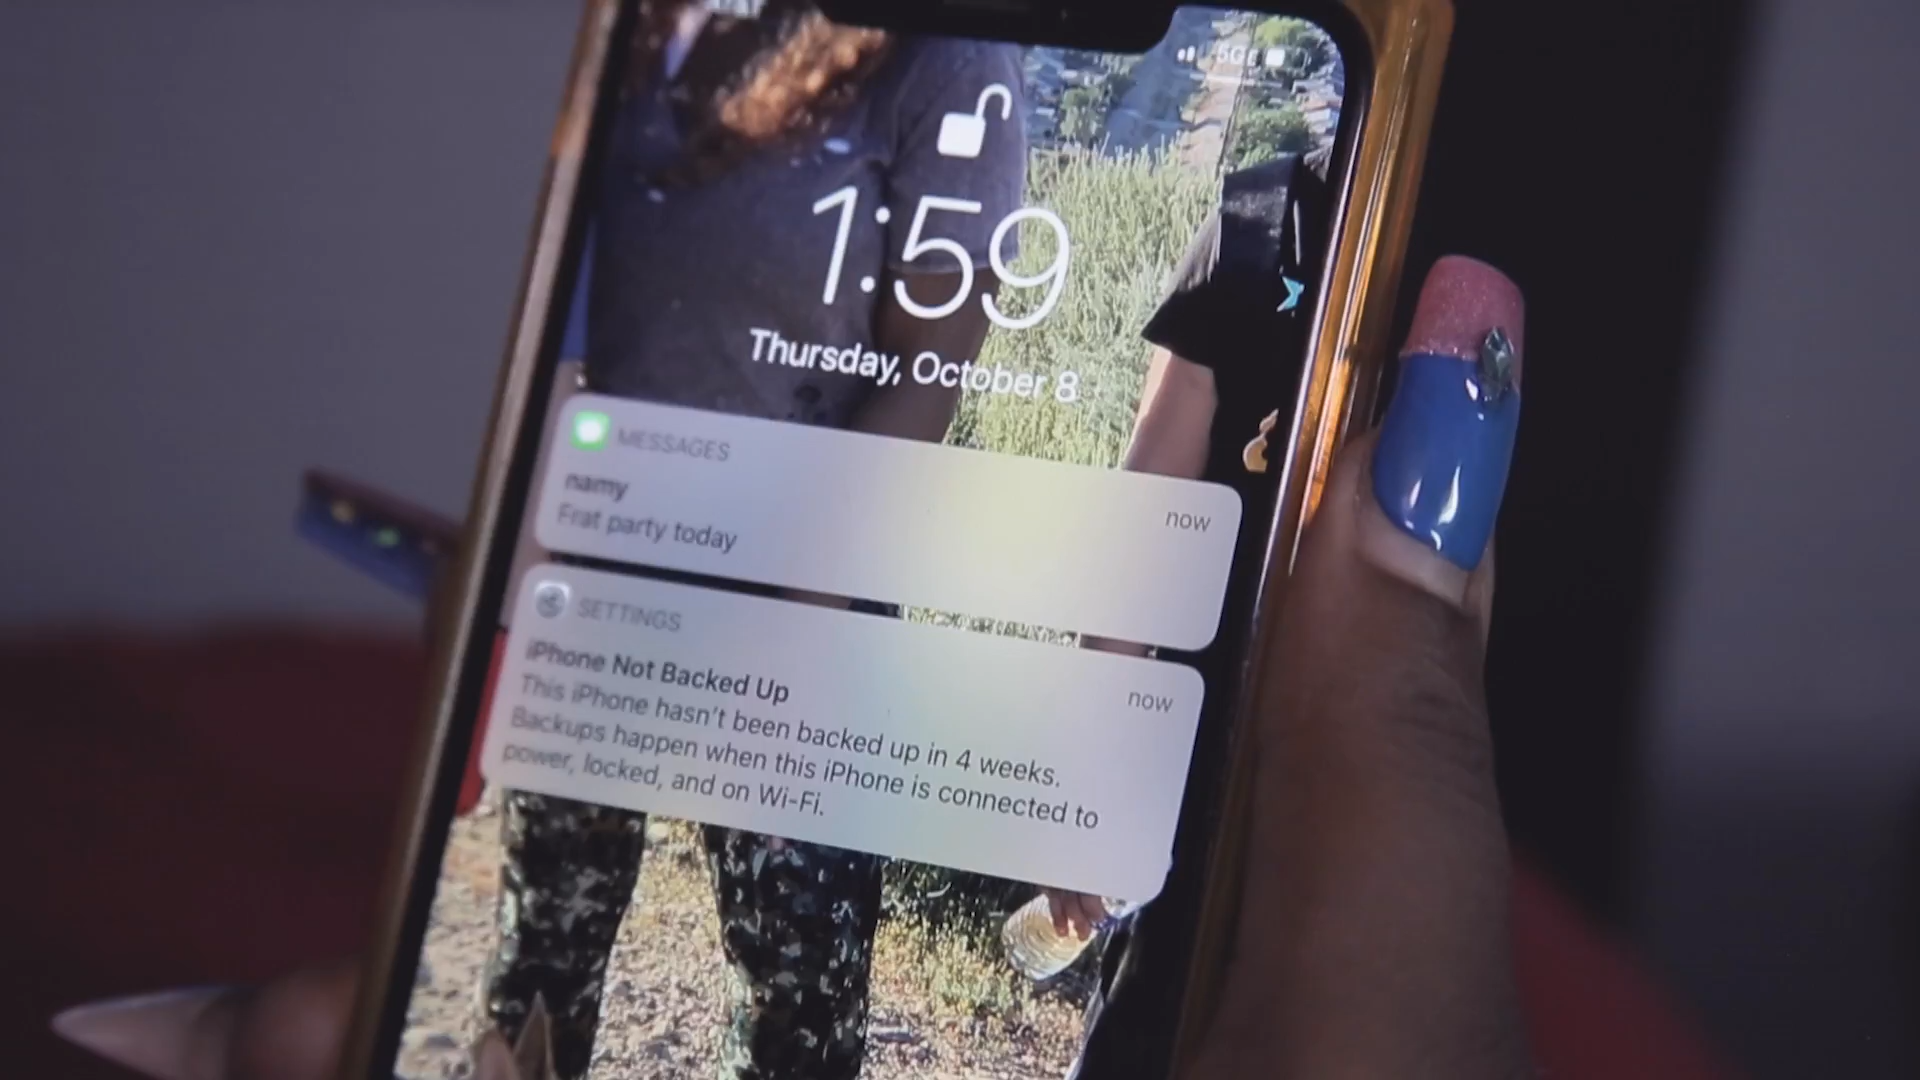 5GE
1:59
Thursday, October 8
MESSAGES
namy
now
Frat party today
SETTINGS
iPhone Not Backed Up
now
This iPhone hasn't been backed up in 4 weeks.
Backups happen when this iPhone is connected to
power, locked, and on Wi-Fi.